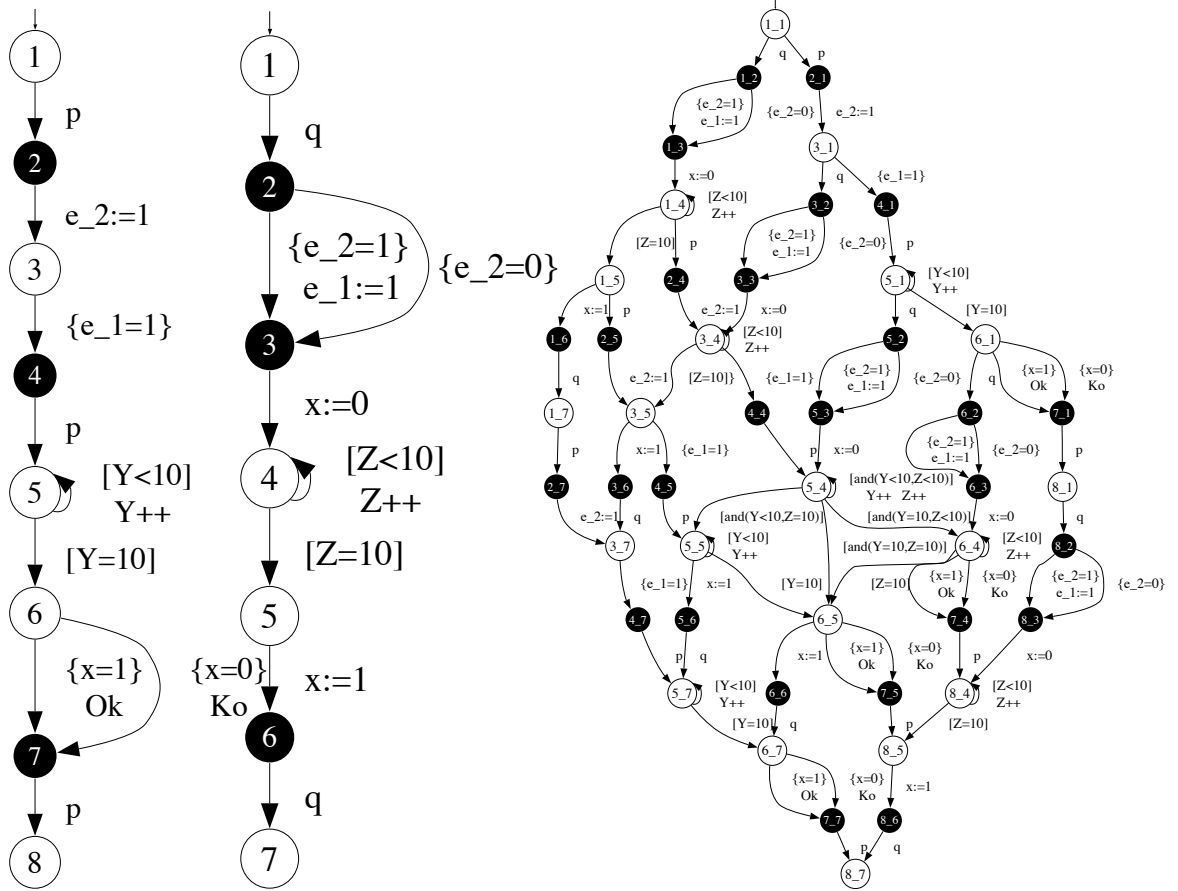 1
p
2
e_2:=1
3
{e_1=1}
4
p
5
[Y<10]
Y++
[Y=10]
6
{x=1}
Ok
{x=0}
Ko
7
p
8
1
q
2
{e_2=1}
e_1:=1
{e_2=0}
3
x:=0
4
[Z<10]
Z++
[Z=10]
5
x:=1
6
q
7
1_1
q
p
1_2
2_1
{e_2=1}
e_1:=1
{e_2=0}
e_2:=1
1_3
3_1
x:=0
q
{e_1=1}
1_4
[Z<10]
Z++
3_2
4_1
[Z=10]
p
{e_2=1}
e_1:=1
{e_2=0}
p
1_5
2_4
3_3
5_1
[Y<10]
Y++
x:=1
p
e_2:=1
x:=0
q
[Y=10]
1_6
2_5
3_4
[Z<10]
Z++
5_2
6_1
q
e_2:=1
[Z=10]}
{e_1=1}
{e_2=1}
e_1:=1
{e_2=0}
q
{x=1}
Ok
{x=0}
Ko
1_7
3_5
4_4
5_3
6_2
7_1
p
x:=1
{e_1=1}
p
x:=0
{e_2=1}
e_1:=1
{e_2=0}
p
2_7
3_6
4_5
5_4
[and(Y<10,Z<10)]
Y++ Z++
6_3
8_1
e_2:=1
q
p
[and(Y<10,Z=10)]
[and(Y=10,Z<10)]
x:=0
q
3_7
5_5
[Y<10]
Y++
[and(Y=10,Z=10)]
6_4
[Z<10]
Z++
8_2
{e_1=1}
x:=1
[Y=10]
[Z=10]
{x=1}
Ok
{x=0}
Ko
{e_2=1}
e_1:=1
{e_2=0}
4_7
5_6
6_5
7_4
8_3
p
q
x:=1
{x=1}
Ok
{x=0}
Ko
p
x:=0
5_7
[Y<10]
Y++
6_6
7_5
8_4
[Z<10]
Z++
[Y=10]
q
p
[Z=10]
6_7
8_5
{x=1}
Ok
{x=0}
Ko
x:=1
7_7
8_6
p
q
8_7